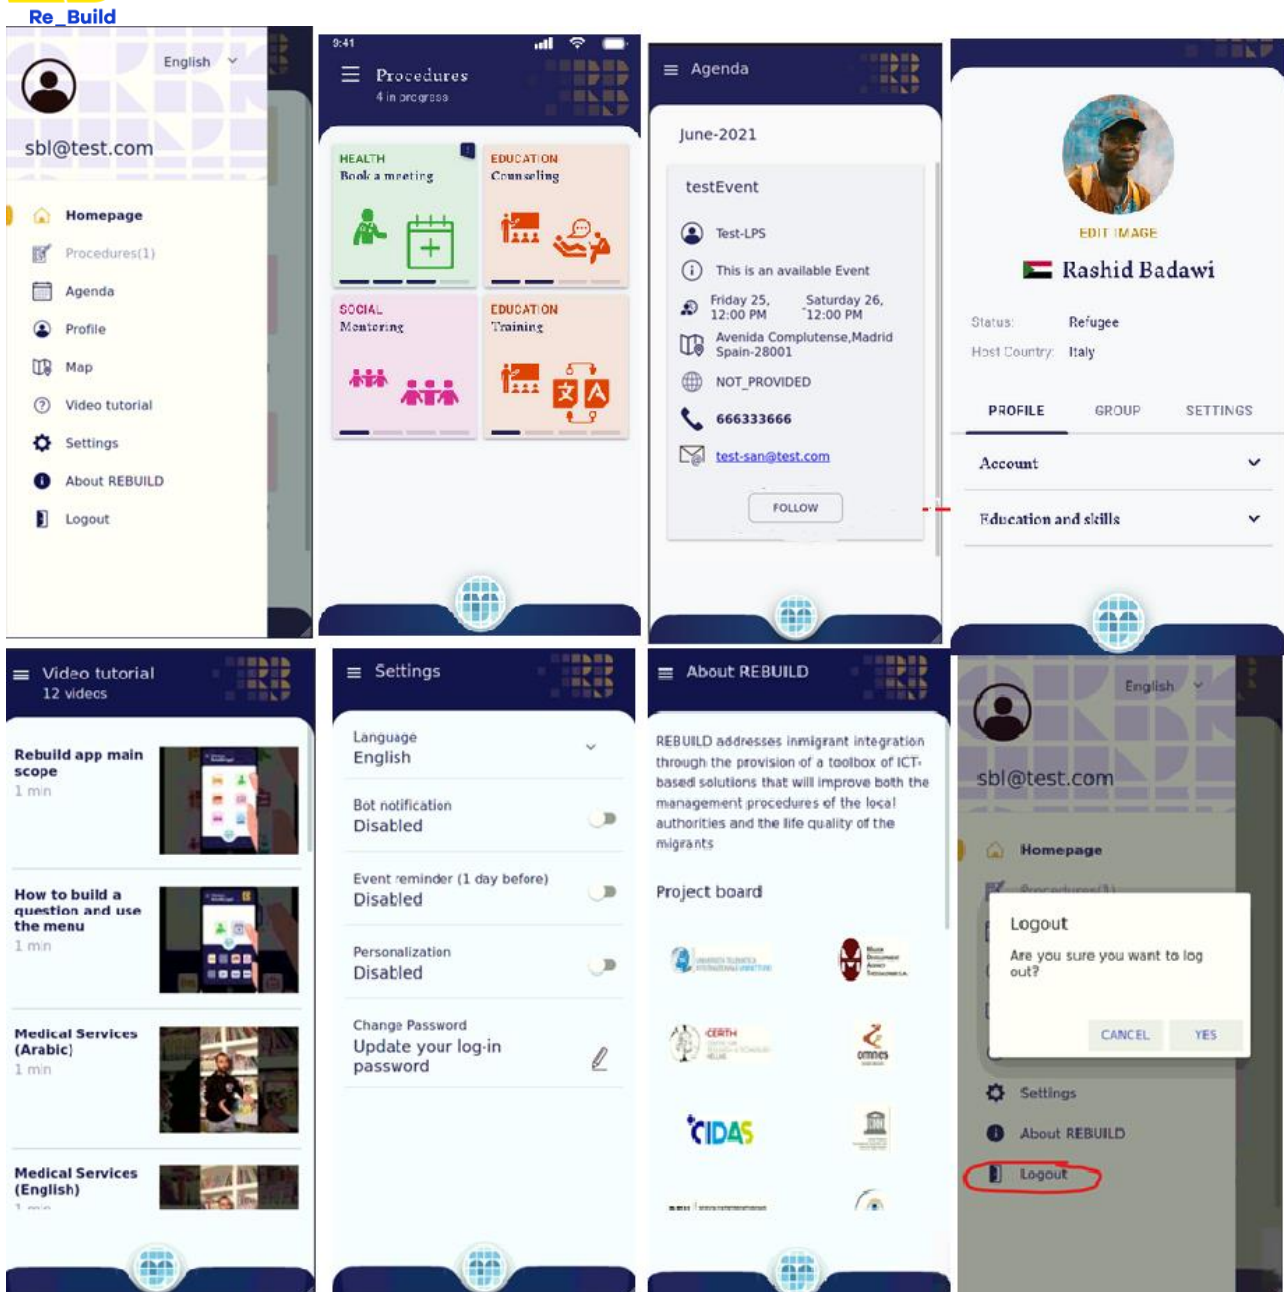 Re_Build
English
sbl@test.com
Homepage
Procedures(1)
Agenda
Profile
Map
Video tutorial
Settings
About REBUILD
Logout
9:41
Procedures
4 in progress
HEALTH
Book a meeting
EDUCATION
Counseling
SOCIAL
Mentoring
EDUCATION
Training
Agenda
June-2021
testEvent
Test-LPS
This is an available Event
Friday 25, Saturday 26,
12:00 PM - 12:00 PM
Avenida Complutense,Madrid
Spain-28001
NOT_PROVIDED
666333666
test-san@test.com
FOLLOW
EDIT IMAGE
Rashid Badawi
Status: Refugee
Host Country: Italy
PROFILE GROUP SETTINGS
Account
Education and skills
Video tutorial
12 videos
Rebuild app main
scope
1 min
How to build a
question and use
the menu
1 min
Medical Services
(Arabic)
1 min
Medical Services
(English)
1 min
Settings
Language
English
Bot notification
Disabled
Event reminder (1 day before)
Disabled
Personalization
Disabled
Change Password
Update your log-in
password
About REBUILD
REBUILD addresses inmigrant integration
through the provision of a toolbox of ICT-
based solutions that will improve both the
management procedures of the local
authorities and the life quality of the
migrants
Project board
CERTH
HELLAS
omnes
CIDAS
English
sbl@test.com
Homepage
Procedures(1)
Logout
Are you sure you want to log
out?
CANCEL YES
Settings
About REBUILD
Logout